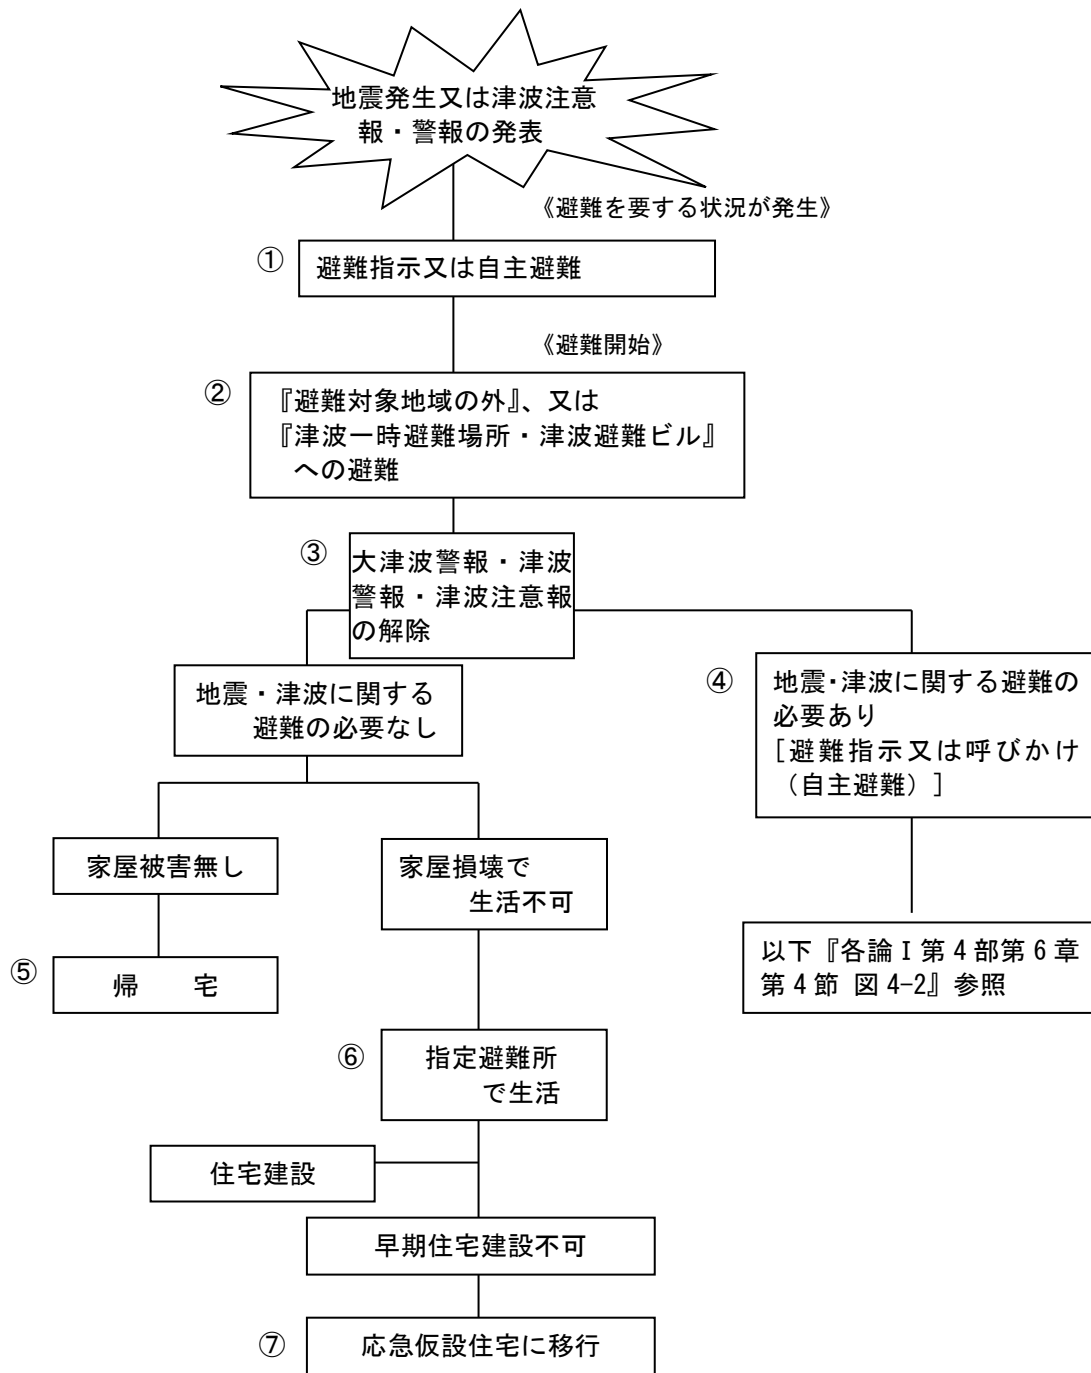 地震発生又は津波注意
報・警報の発表
《避難を要する状況が発生》
① 避難指示又は自主避難
《避難開始》
② 『避難対象地域の外』、又は
『津波一時避難場所・津波避難ビル』
への避難
③ 大津波警報・津波
警報・津波注意報
の解除
地震・津波に関する
避難の必要なし
④ 地震・津波に関する避難の
必要あり
[避難指示又は呼びかけ
(自主避難)]
家屋被害無し
家屋損壊で
生活不可
⑤ 帰　宅
以下『各論Ⅰ第4部第6章
第4節 図4-2』参照
⑥ 指定避難所
で生活
住宅建設
早期住宅建設不可
⑦ 応急仮設住宅に移行